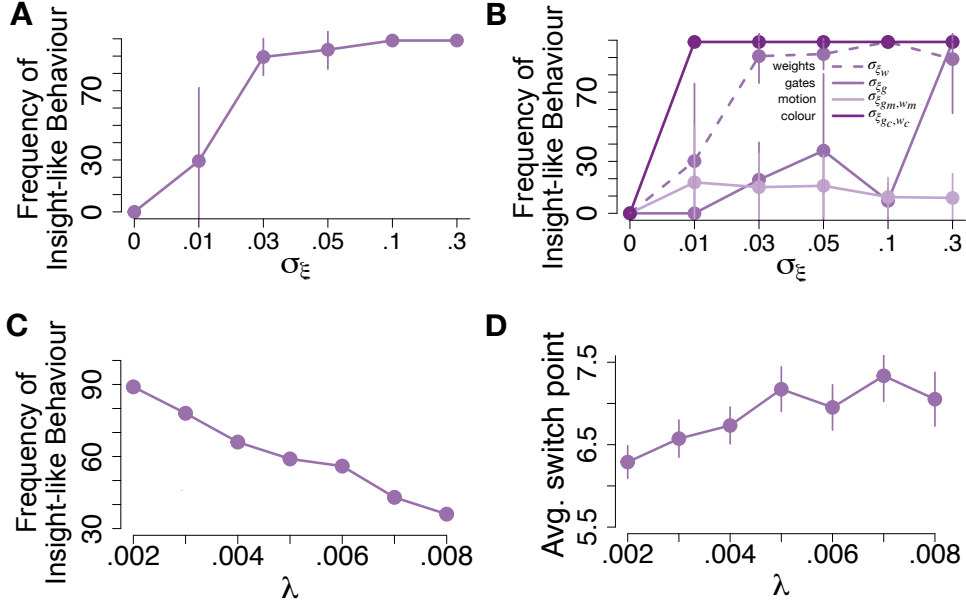 A
Frequency of
Insight-like Behaviour
0
30
70
0
.01
.03
.05
.1
.3
σξ
B
Frequency of
Insight-like Behaviour
0
30
70
weights σξw
gates σξg
motion σξgm,wm
colour σξgc,wc
0
.01
.03
.05
.1
.3
σξ
C
Frequency of
Insight-like Behaviour
30
60
90
.002
.004
.006
.008
λ
D
Avg. switch point
5.5
6.5
7.5
.002
.004
.006
.008
λ